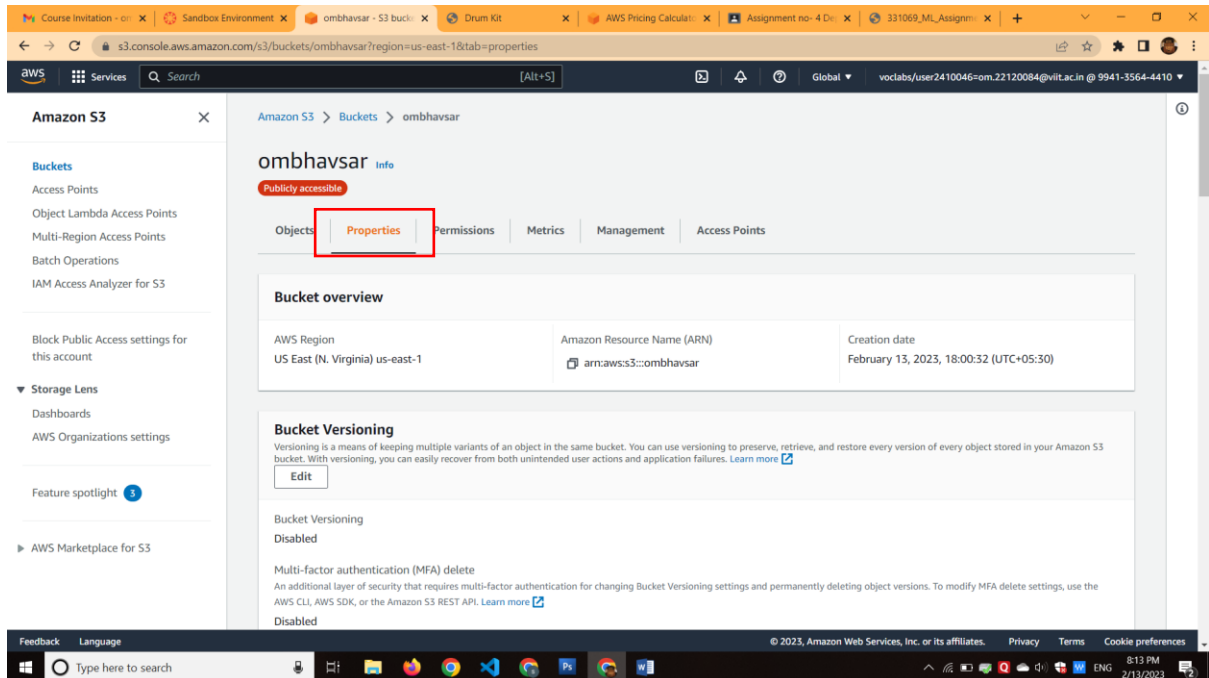 Course Invitation - on
Sandbox Environment
ombhavsar - S3 bucke
Drum Kit
AWS Pricing Calculato
Assignment no- 4 De
331069_ML_Assignm
s3.console.aws.amazon.com/s3/buckets/ombhavsar?region=us-east-1&tab=properties
aws
Services
Search
[Alt+S]
Global
voclabs/user2410046=om.22120084@viit.ac.in @ 9941-3564-4410
Amazon S3
Buckets
Access Points
Object Lambda Access Points
Multi-Region Access Points
Batch Operations
IAM Access Analyzer for S3
Block Public Access settings for
this account
Storage Lens
Dashboards
AWS Organizations settings
Feature spotlight 3
AWS Marketplace for S3
Amazon S3 > Buckets > ombhavsar
ombhavsar Info
Publicly accessible
Objects
Properties
Permissions
Metrics
Management
Access Points
Bucket overview
AWS Region
US East (N. Virginia) us-east-1
Amazon Resource Name (ARN)
arn:aws:s3:::ombhavsar
Creation date
February 13, 2023, 18:00:32 (UTC+05:30)
Bucket Versioning
Versioning is a means of keeping multiple variants of an object in the same bucket. You can use versioning to preserve, retrieve, and restore every version of every object stored in your Amazon S3
bucket. With versioning, you can easily recover from both unintended user actions and application failures. Learn more
Edit
Bucket Versioning
Disabled
Multi-factor authentication (MFA) delete
An additional layer of security that requires multi-factor authentication for changing Bucket Versioning settings and permanently deleting object versions. To modify MFA delete settings, use the
AWS CLI, AWS SDK, or the Amazon S3 REST API. Learn more
Disabled
Feedback
Language
© 2023, Amazon Web Services, Inc. or its affiliates.
Privacy
Terms
Cookie preferences
Type here to search
Ps
ENG
8:13 PM
2/13/2023